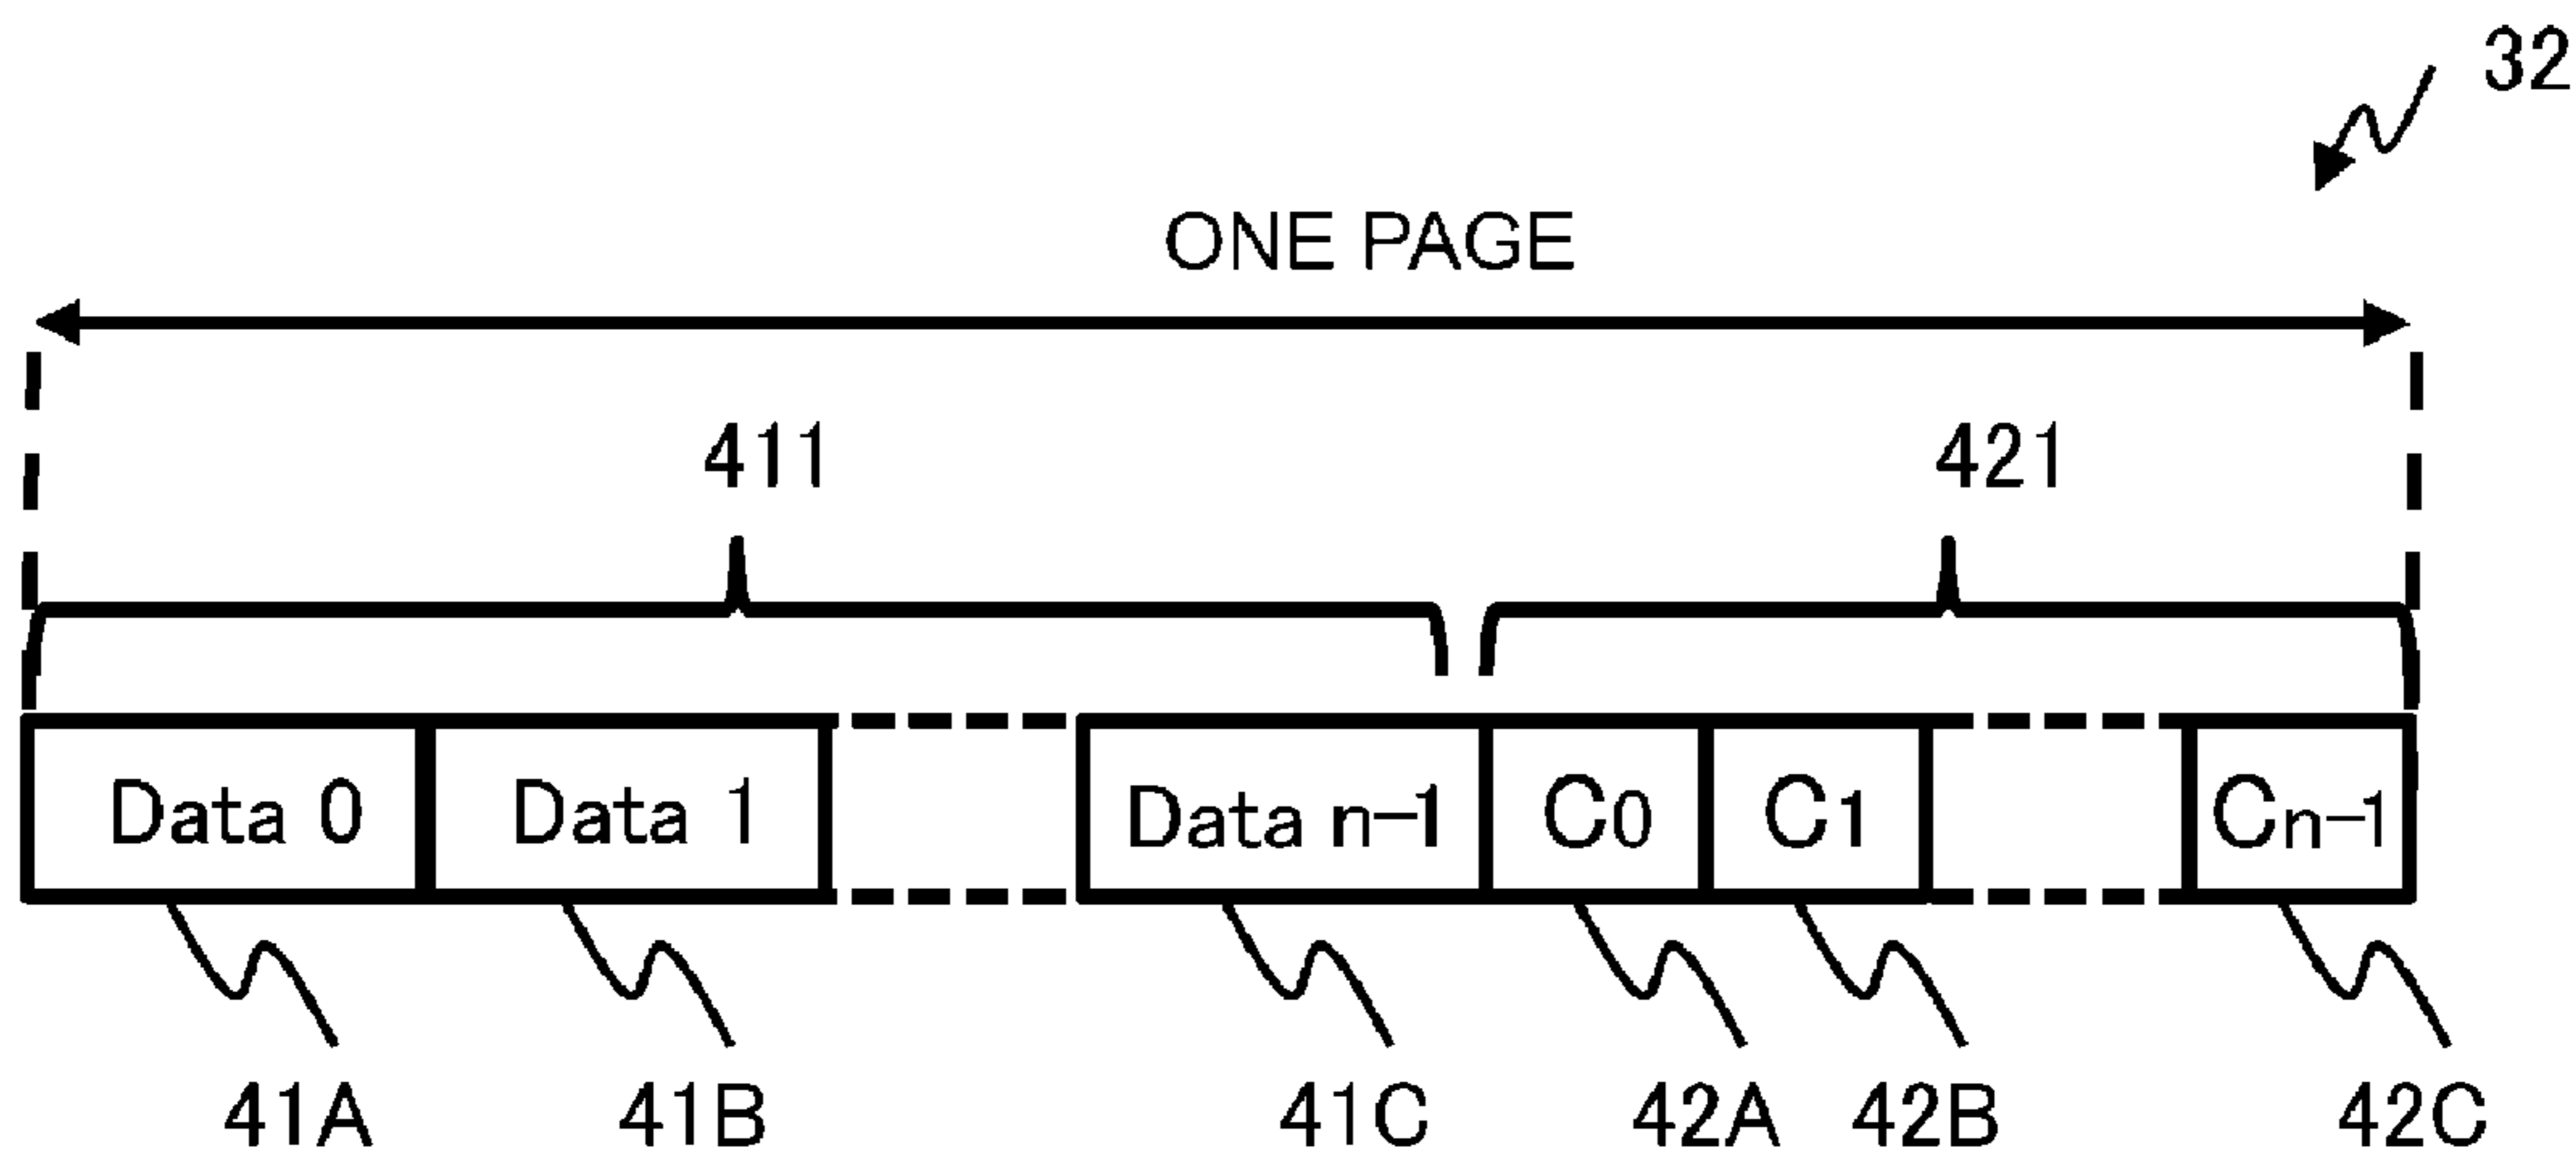 32
ONE PAGE
411 421
Data 0 Data 1 Data n-1 C0 C1 Cn-1
41A 41B 41C 42A 42B 42C